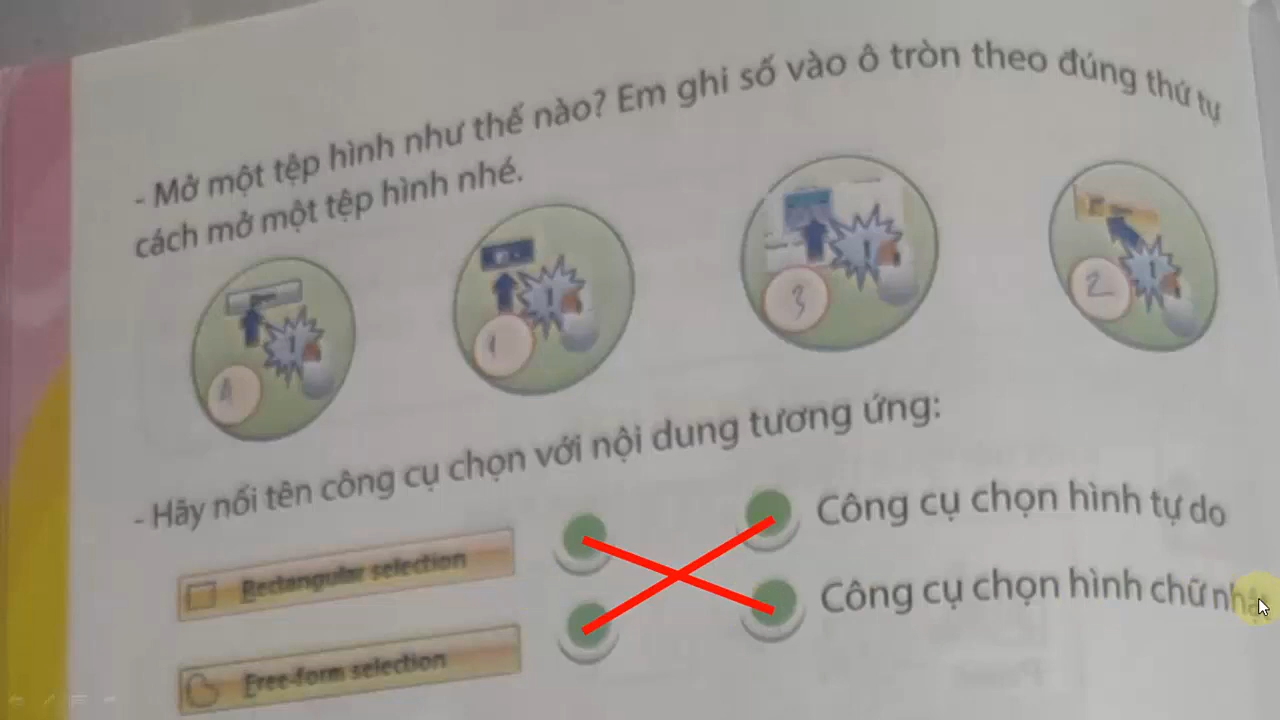 - Mở một tệp hình như thế nào? Em ghi số vào ô tròn theo đúng thứ tự
cách mở một tệp hình nhé.
1
3
2
- Hãy nối tên công cụ chọn với nội dung tương ứng:
Rectangular selection
Công cụ chọn hình tự do
Free-form selection
Công cụ chọn hình chữ nhậ